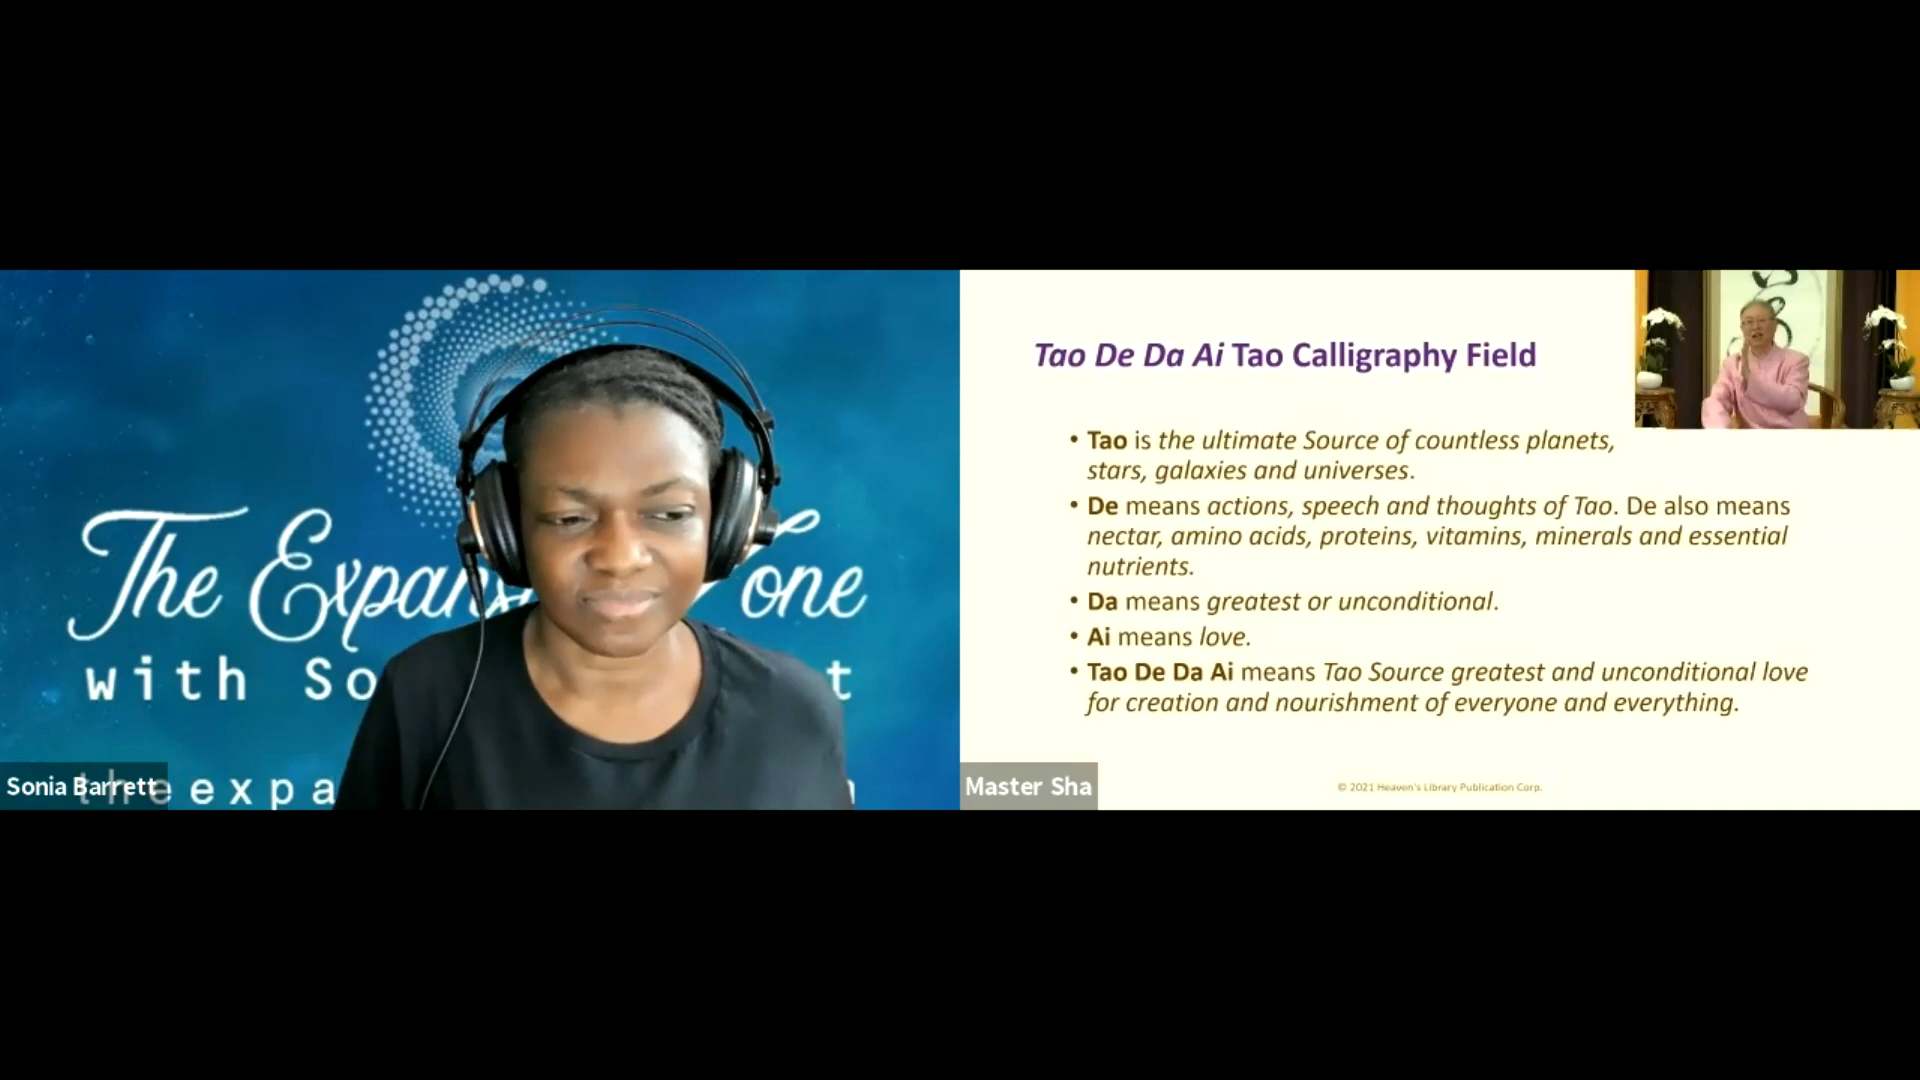 The Expans one
with So t
theexpa
Sonia Barrett
Tao De Da Ai Tao Calligraphy Field
• Tao is the ultimate Source of countless planets,
stars, galaxies and universes.
• De means actions, speech and thoughts of Tao. De also means
nectar, amino acids, proteins, vitamins, minerals and essential
nutrients.
• Da means greatest or unconditional.
• Ai means love.
• Tao De Da Ai means Tao Source greatest and unconditional love
for creation and nourishment of everyone and everything.
Master Sha
© 2021 Heaven's Library Publication Corp.